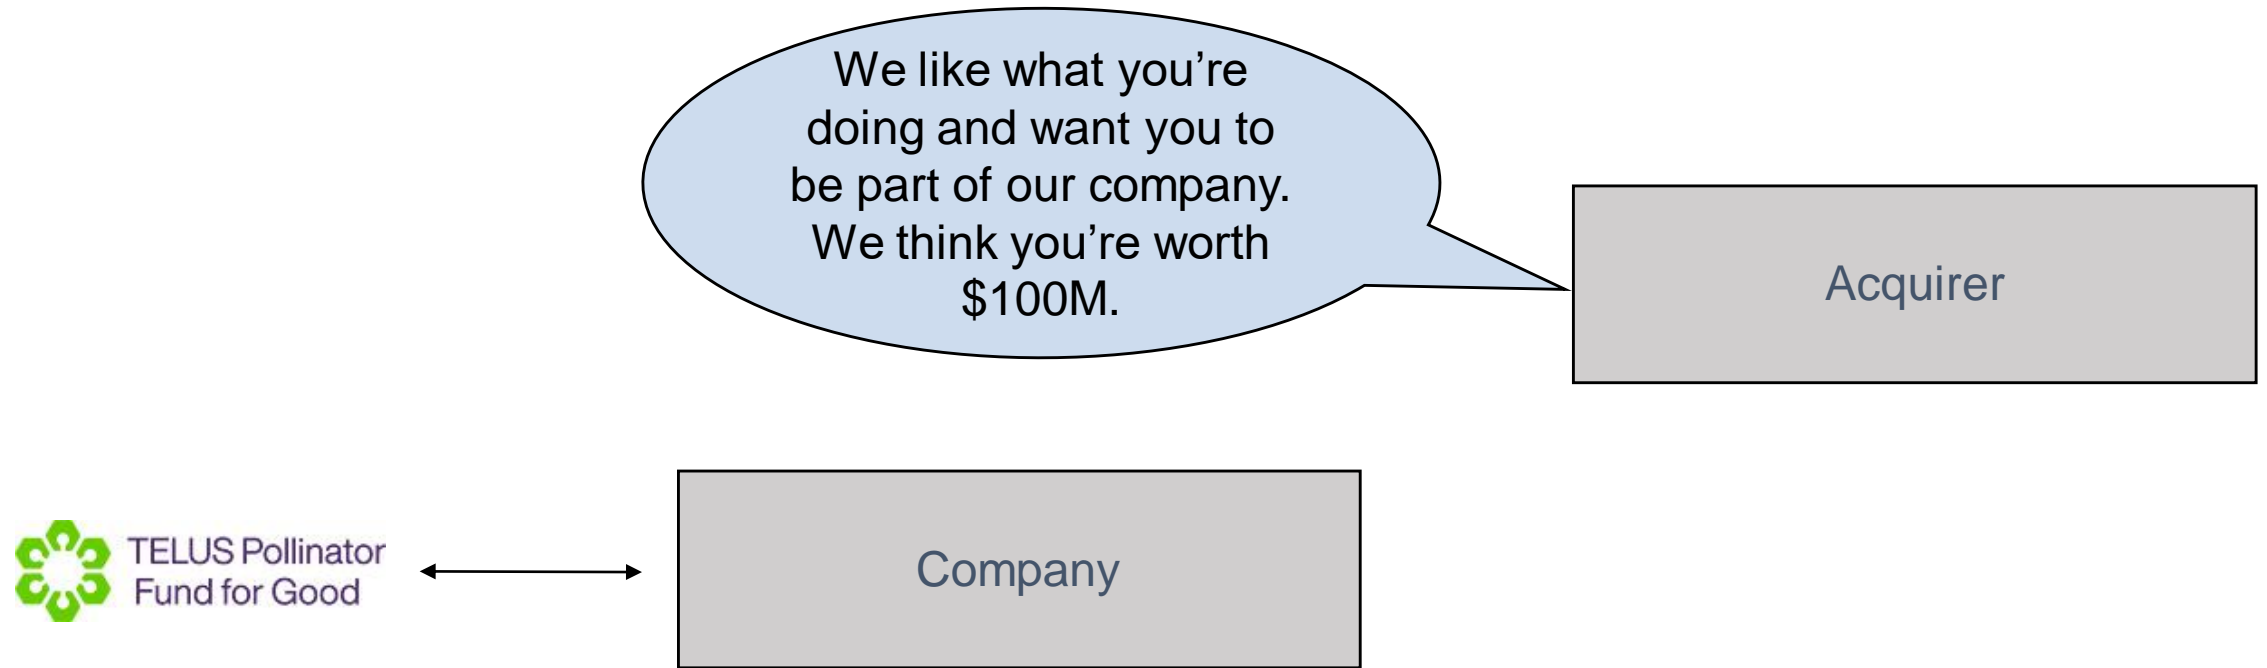 We like what you’re
doing and want you to
be part of our company.
We think you’re worth
$100M.
Acquirer
TELUS Pollinator
Fund for Good
Company